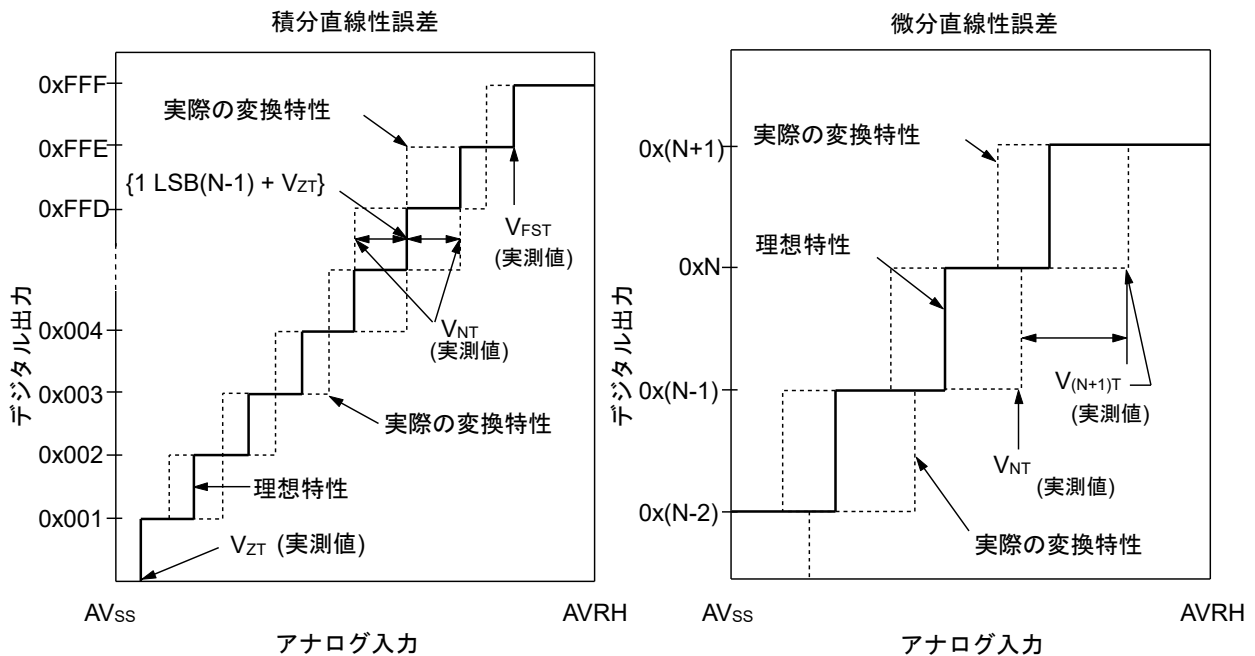 積分直線性誤差
0xFFF
0xFFE
0xFFD
0x004
0x003
0x002
0x001
デジタル出力
実際の変換特性
{1 LSB(N-1) + VZT}
VFST
(実測値)
VNT
(実測値)
実際の変換特性
理想特性
VZT (実測値)
AVSS
AVRH
アナログ入力
微分直線性誤差
0x(N+1)
0xN
0x(N-1)
0x(N-2)
デジタル出力
実際の変換特性
理想特性
V(N+1)T
(実測値)
VNT
(実測値)
実際の変換特性
AVSS
AVRH
アナログ入力